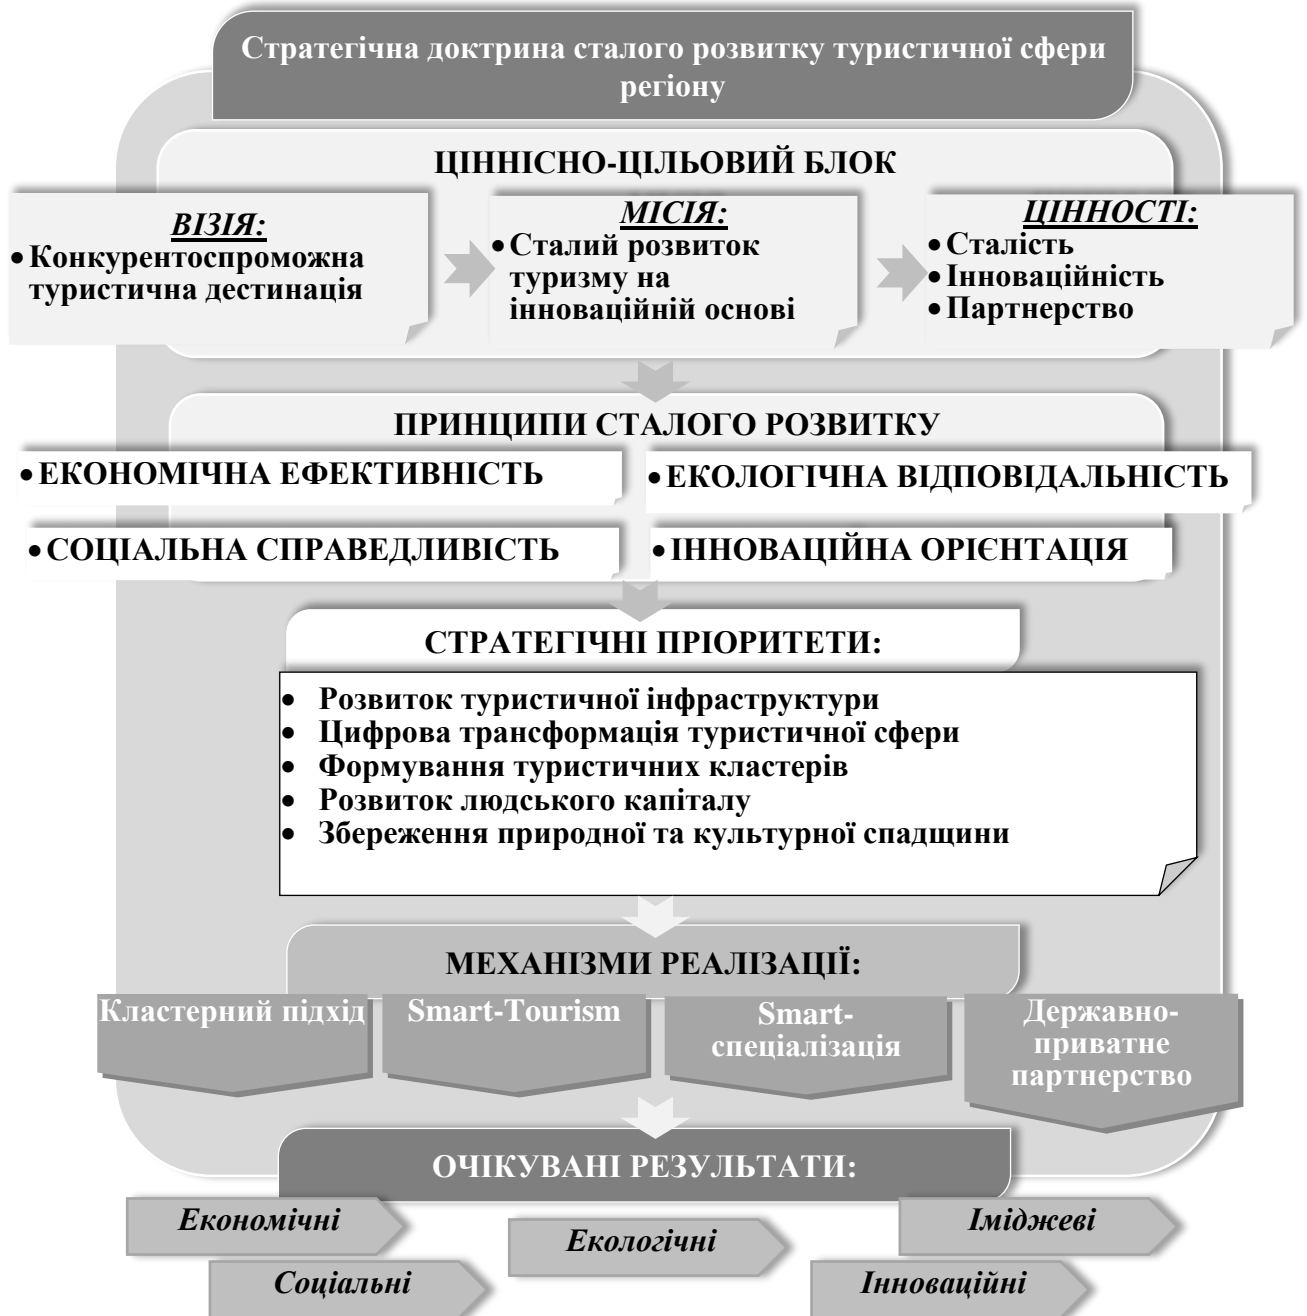 Стратегічна доктрина сталого розвитку туристичної сфери
регіону
ЦІННІСНО-ЦІЛЬОВИЙ БЛОК
ВІЗІЯ:
• Конкурентоспроможна
туристична дестинація
МІСІЯ:
• Сталий розвиток
туризму на
інноваційній основі
ЦІННОСТІ:
• Сталість
• Інноваційність
• Партнерство
ПРИНЦИПИ СТАЛОГО РОЗВИТКУ
• ЕКОНОМІЧНА ЕФЕКТИВНІСТЬ
• ЕКОЛОГІЧНА ВІДПОВІДАЛЬНІСТЬ
• СОЦІАЛЬНА СПРАВЕДЛИВІСТЬ
• ІННОВАЦІЙНА ОРІЄНТАЦІЯ
СТРАТЕГІЧНІ ПРІОРИТЕТИ:
• Розвиток туристичної інфраструктури
• Цифрова трансформація туристичної сфери
• Формування туристичних кластерів
• Розвиток людського капіталу
• Збереження природної та культурної спадщини
МЕХАНІЗМИ РЕАЛІЗАЦІЇ:
Кластерний підхід
Smart-Tourism
Smart-
спеціалізація
Державно-
приватне
партнерство
ОЧІКУВАНІ РЕЗУЛЬТАТИ:
Економічні
Соціальні
Екологічні
Іміджеві
Інноваційні